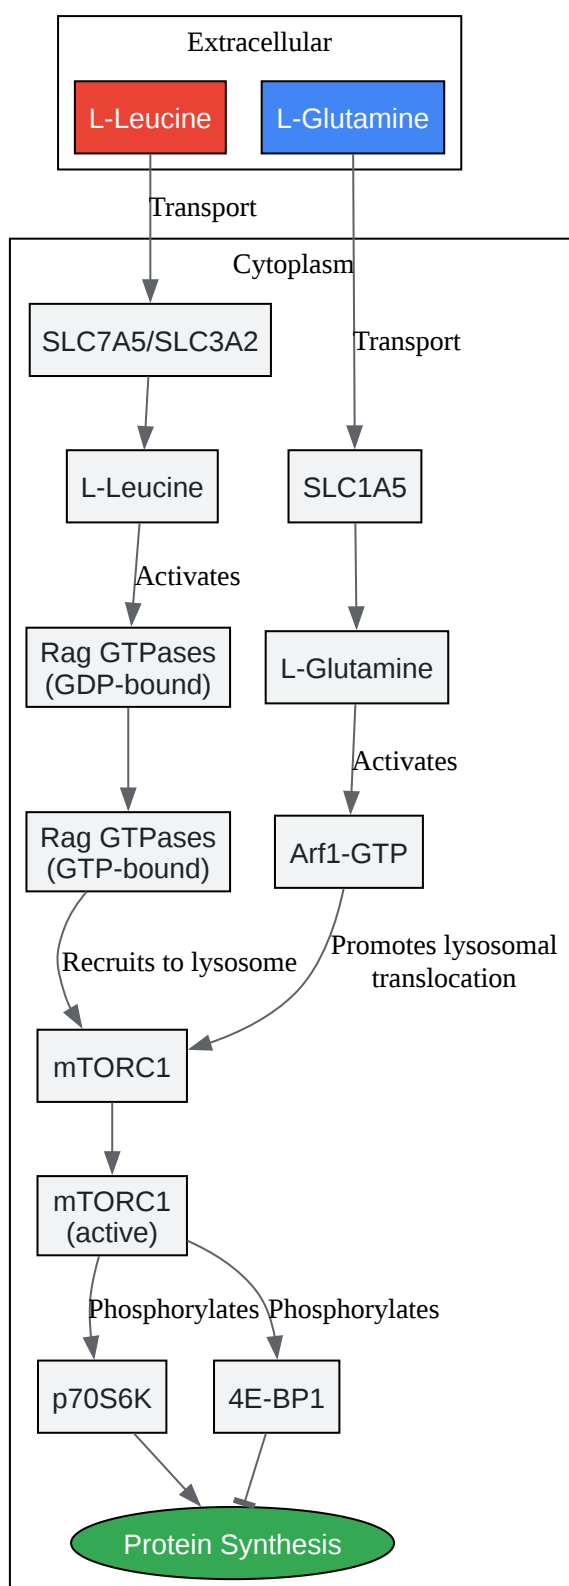 Extracellular
L-Leucine
L-Glutamine
Transport
Cytoplasm
SLC7A5/SLC3A2
Transport
L-Leucine
SLC1A5
Activates
Rag GTPases
(GDP-bound)
L-Glutamine
Activates
Rag GTPases
(GTP-bound)
Arf1-GTP
Recruits to lysosome
Promotes lysosomal
translocation
mTORC1
mTORC1
(active)
Phosphorylates
Phosphorylates
p70S6K
4E-BP1
Protein Synthesis